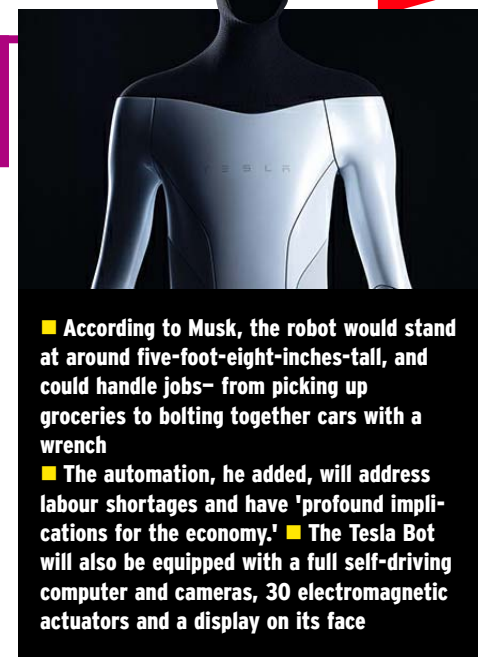 TESLA
■ According to Musk, the robot would stand
at around five-foot-eight-inches-tall, and
could handle jobs– from picking up
groceries to bolting together cars with a
wrench
■ The automation, he added, will address
labour shortages and have 'profound impli-
cations for the economy.' ■ The Tesla Bot
will also be equipped with a full self-driving
computer and cameras, 30 electromagnetic
actuators and a display on its face